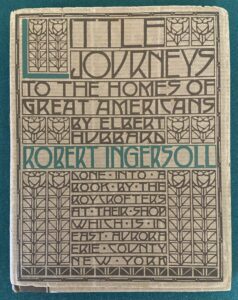 LITTLE
JOURNEYS
TO THE HOMES OF
GREAT AMERICANS
BY ELBERT
HUBBARD
ROBERT INGERSOLL
DONE INTO A
BOOK BY THE
ROYCROFTERS
AT THEIR SHOP
WHICH IS IN
EAST AURORA
ERIE COUNTY
NEW YORK